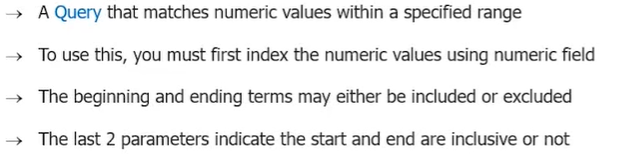 → A Query that matches numeric values within a specified range
→ To use this, you must first index the numeric values using numeric field
→ The beginning and ending terms may either be included or excluded
→ The last 2 parameters indicate the start and end are inclusive or not